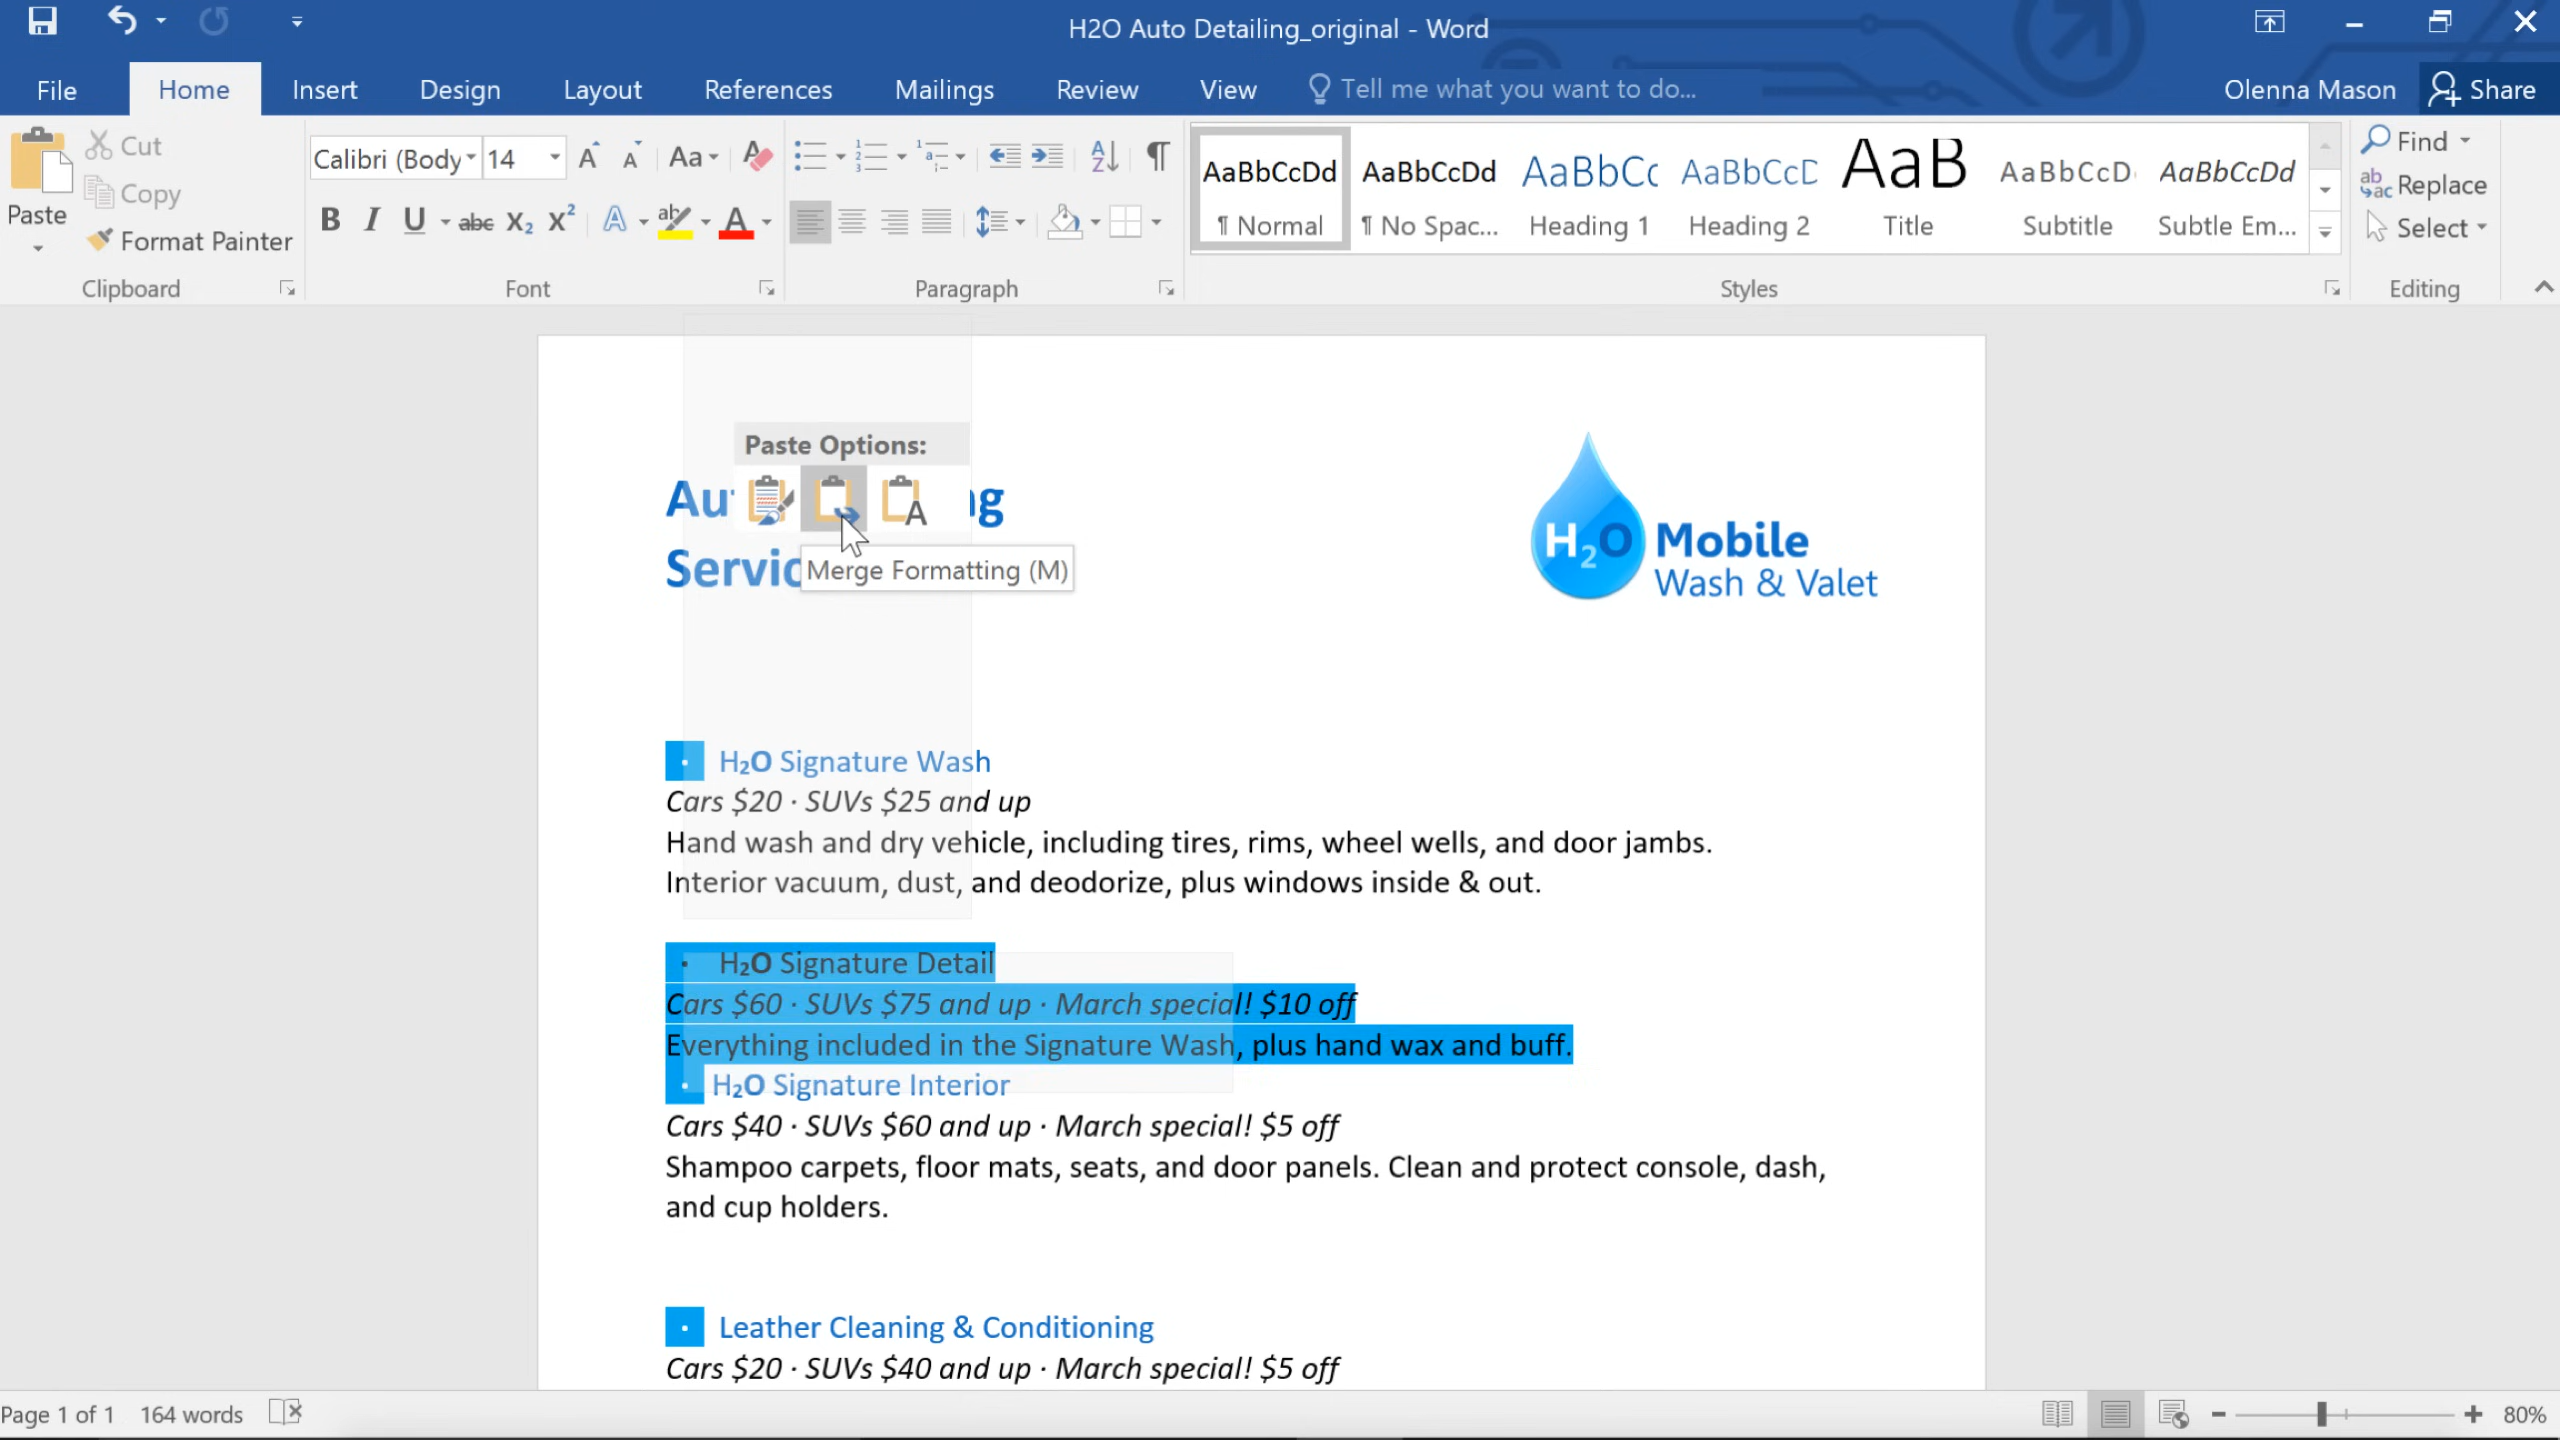 H2O Auto Detailing_original - Word
File Home Insert Design Layout References Mailings Review View Tell me what you want to do... Olenna Mason Share
Paste
Cut
Copy
Format Painter
Clipboard
Calibri (Body 14
Font
Paragraph
AaBbCcDd AaBbCcDd AaBbCc AaBbCcD AaB AaBbCcD AaBbCcDd
¶ Normal ¶ No Spac... Heading 1 Heading 2 Title Subtitle Subtle Em...
Styles
Find
Replace
Select
Editing
Paste Options:
Merge Formatting (M)
H2O Mobile
Wash & Valet
· H₂O Signature Wash
Cars $20 · SUVs $25 and up
Hand wash and dry vehicle, including tires, rims, wheel wells, and door jambs.
Interior vacuum, dust, and deodorize, plus windows inside & out.
· H₂O Signature Detail
Cars $60 · SUVs $75 and up · March special! $10 off
Everything included in the Signature Wash, plus hand wax and buff.
· H₂O Signature Interior
Cars $40 · SUVs $60 and up · March special! $5 off
Shampoo carpets, floor mats, seats, and door panels. Clean and protect console, dash,
and cup holders.
· Leather Cleaning & Conditioning
Cars $20 · SUVs $40 and up · March special! $5 off
Page 1 of 1 164 words 80%